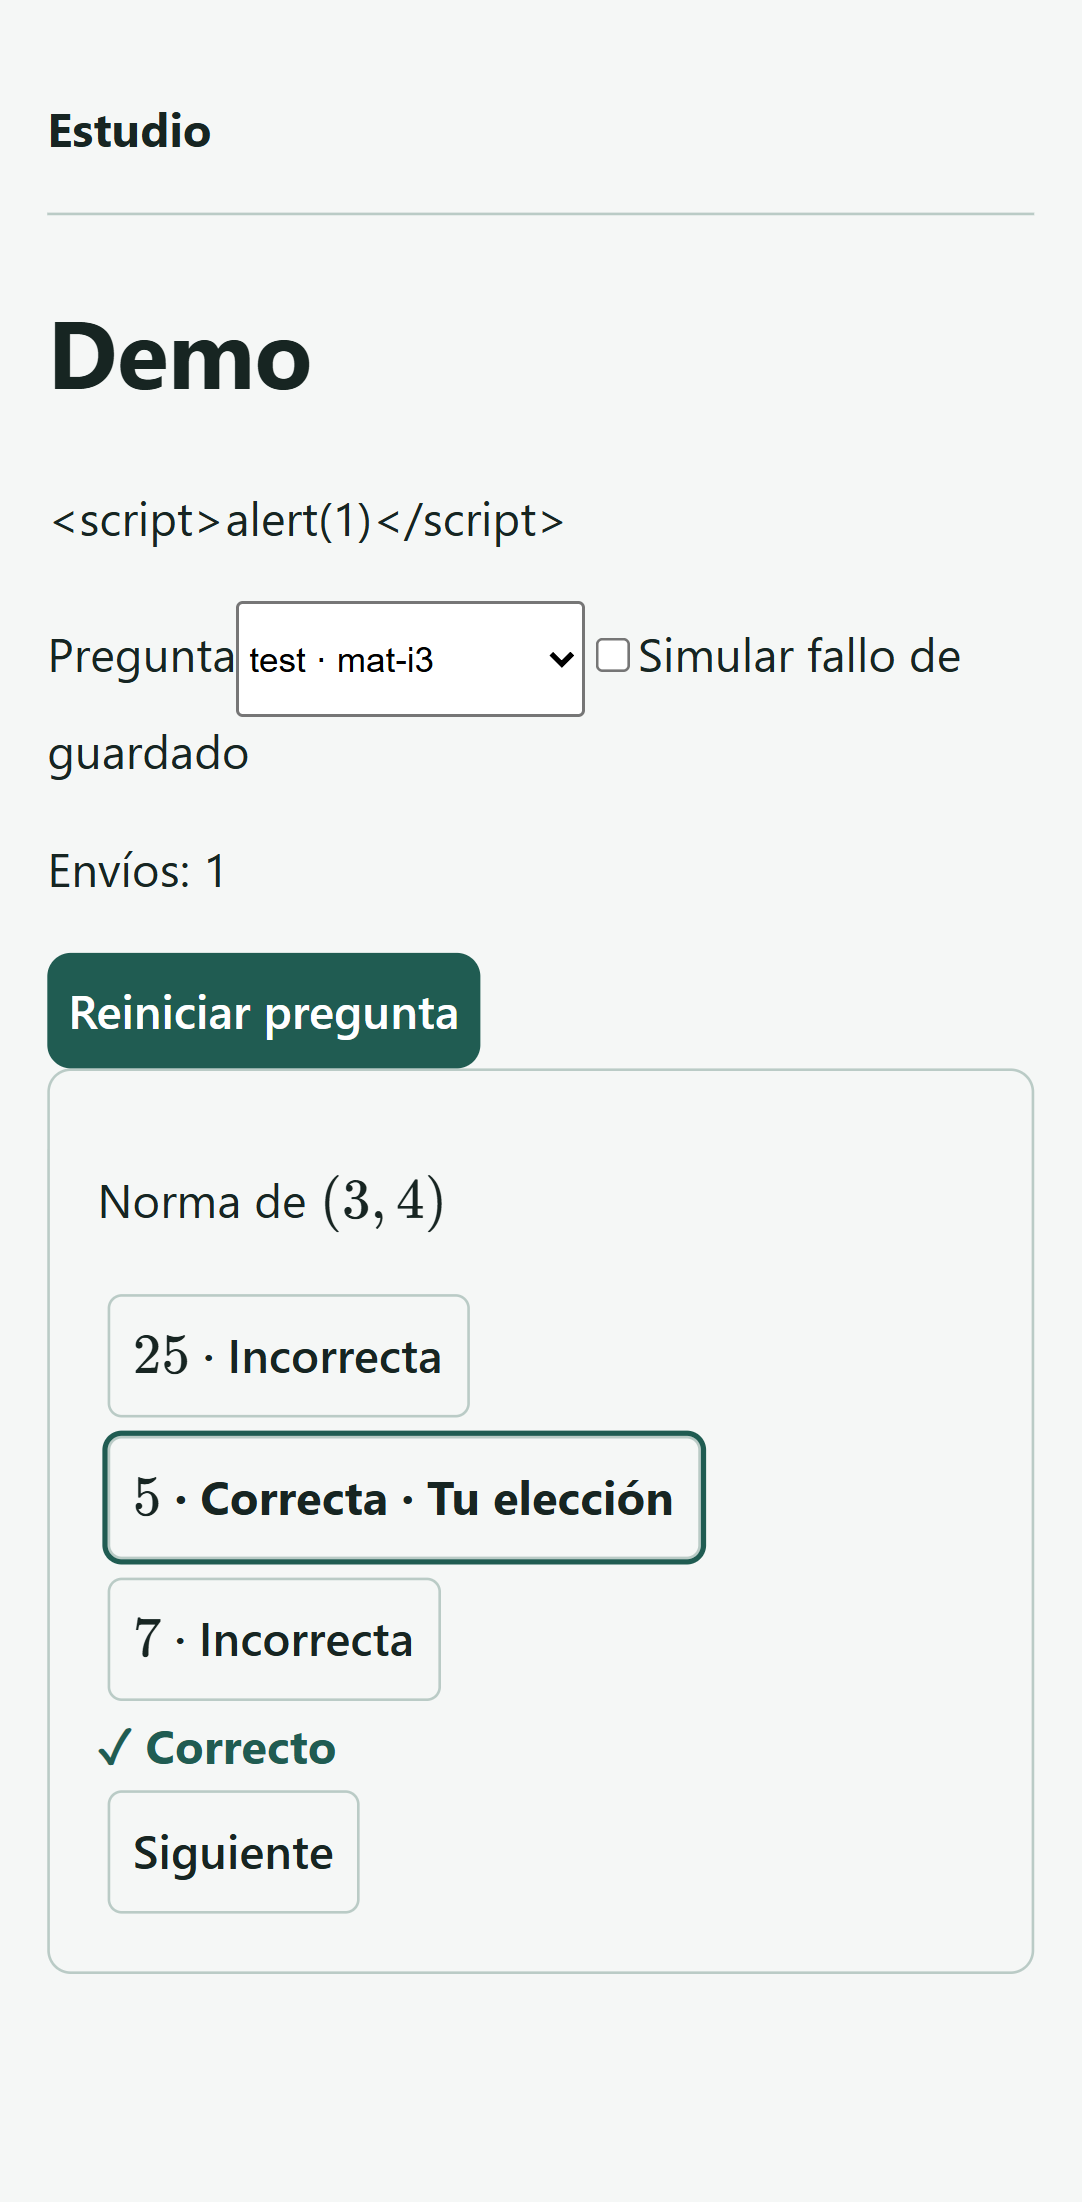 Estudio
Demo
<script>alert(1)</script>
Pregunta test · mat-i3 Simular fallo de
guardado
Envíos: 1
Reiniciar pregunta
Norma de (3, 4)
25 · Incorrecta
5 · Correcta · Tu elección
7 · Incorrecta
✓ Correcto
Siguiente